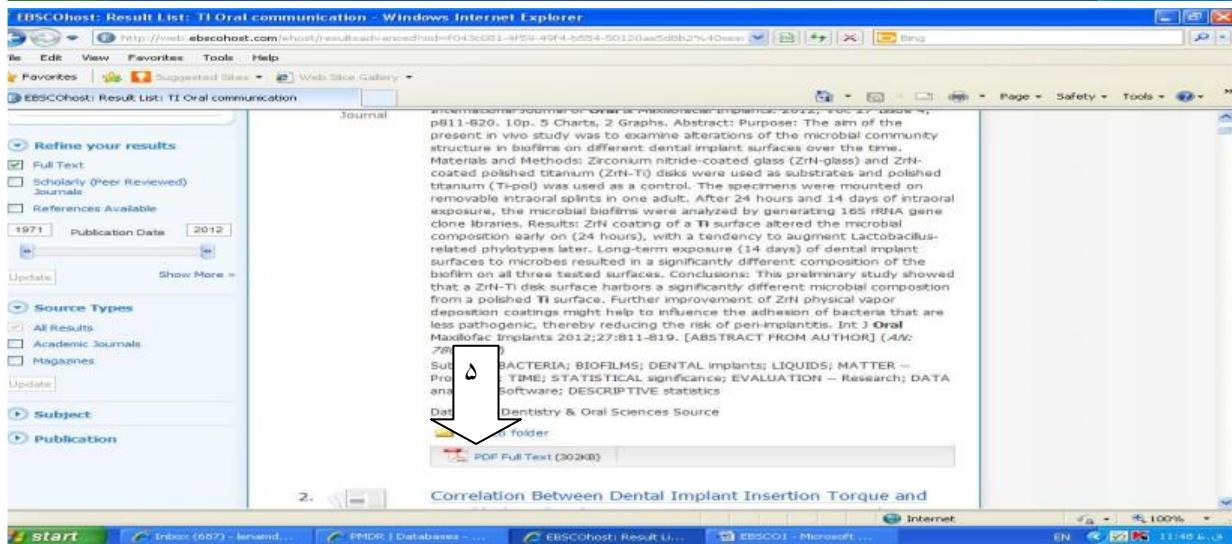 EBSCOhost: Result List: TI Oral communication - Windows Internet Explorer
Bing
File Edit View Favorites Tools Help
Favorites Suggested Sites Web Slice Gallery
EBSCOhost: Result List: TI Oral communication
Page Safety Tools
Journal
Refine your results
Full Text
Scholarly (Peer Reviewed) Journals
References Available
1971 Publication Date 2012
Update Show More
Source Types
All Results
Academic Journals
Magazines
Update
Subject
Publication
International Journal of Oral & Maxillofacial Implants. 2012, Vol. 27 Issue 4,
p811-820. 10p. 5 Charts, 2 Graphs. Abstract: Purpose: The aim of the
present in vivo study was to examine alterations of the microbial community
structure in biofilms on different dental implant surfaces over the time.
Materials and Methods: Zirconium nitride-coated glass (ZrN-glass) and ZrN-
coated polished titanium (ZrN-Ti) disks were used as substrates and polished
titanium (Ti-pol) was used as a control. The specimens were mounted on
removable intraoral splints in one adult. After 24 hours and 14 days of intraoral
exposure, the microbial biofilms were analyzed by generating 16S rRNA gene
clone libraries. Results: ZrN coating of a Ti surface altered the microbial
composition early on (24 hours), with a tendency to augment Lactobacillus-
related phylotypes later. Long-term exposure (14 days) of dental implant
surfaces to microbes resulted in a significantly different composition of the
biofilm on all three tested surfaces. Conclusions: This preliminary study showed
that a ZrN-Ti disk surface harbors a significantly different microbial composition
from a polished Ti surface. Further improvement of ZrN physical vapor
deposition coatings might help to influence the adhesion of bacteria that are
less pathogenic, thereby reducing the risk of peri-implantitis. Int J Oral
Maxillofac Implants 2012;27:811-819. [ABSTRACT FROM AUTHOR] (AN:
BACTERIA; BIOFILMS; DENTAL implants; LIQUIDS; MATTER --
TIME; STATISTICAL significance; EVALUATION -- Research; DATA
Software; DESCRIPTIVE statistics
Dentistry & Oral Sciences Source
folder
۵
PDF Full Text (302KB)
2. Correlation Between Dental Implant Insertion Torque and
Internet 100%
start Inbox (687) - PMDR | Databases - ... EBSCOhost: Result Li... EBSCO1 - Microsoft ... EN 11:46